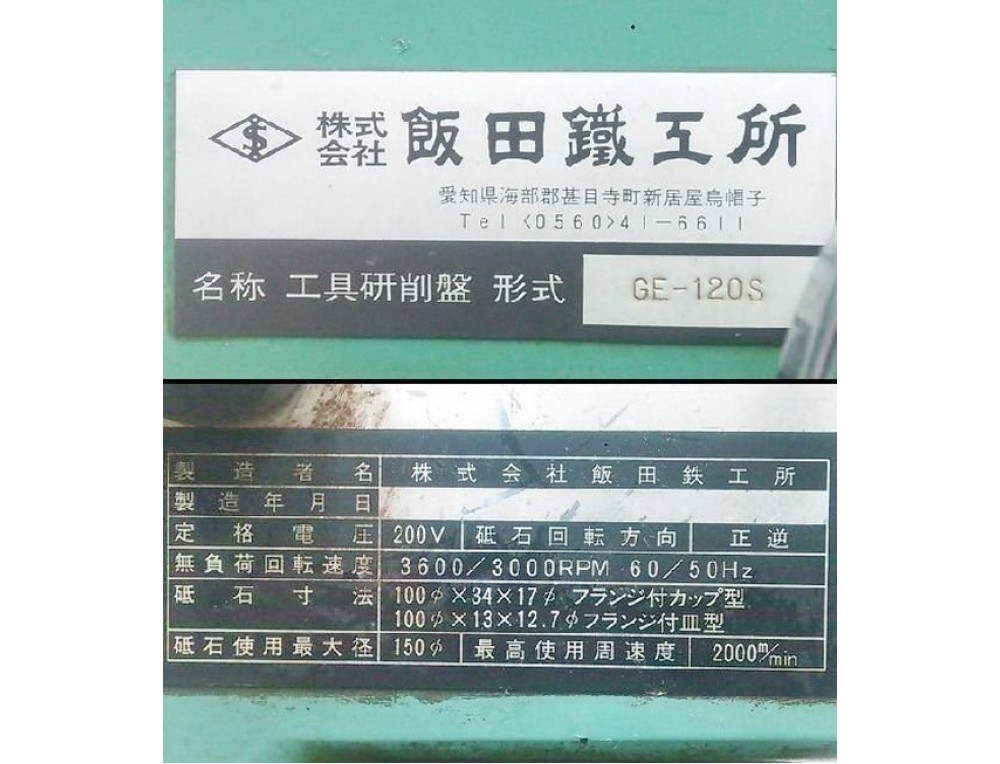 株式会社 飯田鐵工所
愛知県海部郡甚目寺町新居屋烏帽子
Tel <0560>41-6611
名称 工具研削盤 形式 GE-120S
製造者名 株式会社飯田鉄工所
製造年月日
定格電圧 200V 砥石回転方向 正逆
無負荷回転速度 3600/3000RPM 60/50Hz
砥石寸法 100φ×34×17φ フランジ付カップ型
100φ×13×12.7φフランジ付皿型
砥石使用最大径 150φ 最高使用周速度 2000m/min